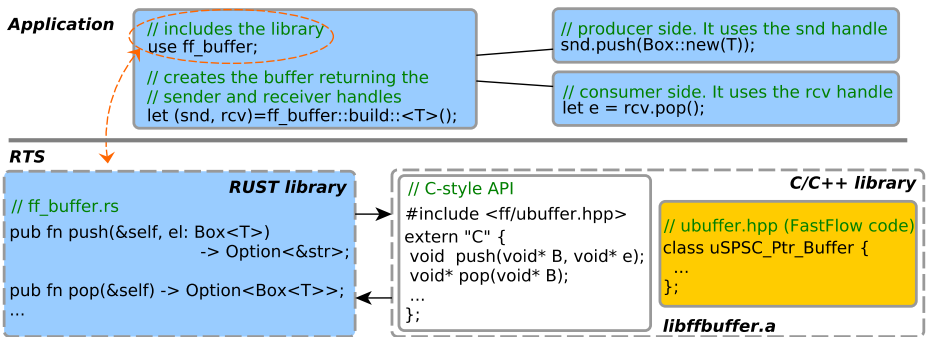 Application
// includes the library
use ff_buffer;
// creates the buffer returning the
// sender and receiver handles
let (snd, rcv)=ff_buffer::build::<T>();
// producer side. It uses the snd handle
snd.push(Box::new(T));
// consumer side. It uses the rcv handle
let e = rcv.pop();
RTS
RUST library
// ff_buffer.rs
pub fn push(&self, el: Box<T>)
-> Option<&str>;
pub fn pop(&self) -> Option<Box<T>>;
...
// C-style API
#include <ff/ubuffer.hpp>
extern "C" {
void push(void* B, void* e);
void* pop(void* B);
...
};
C/C++ library
// ubuffer.hpp (FastFlow code)
class uSPSC_Ptr_Buffer {
...
};
libffbuffer.a